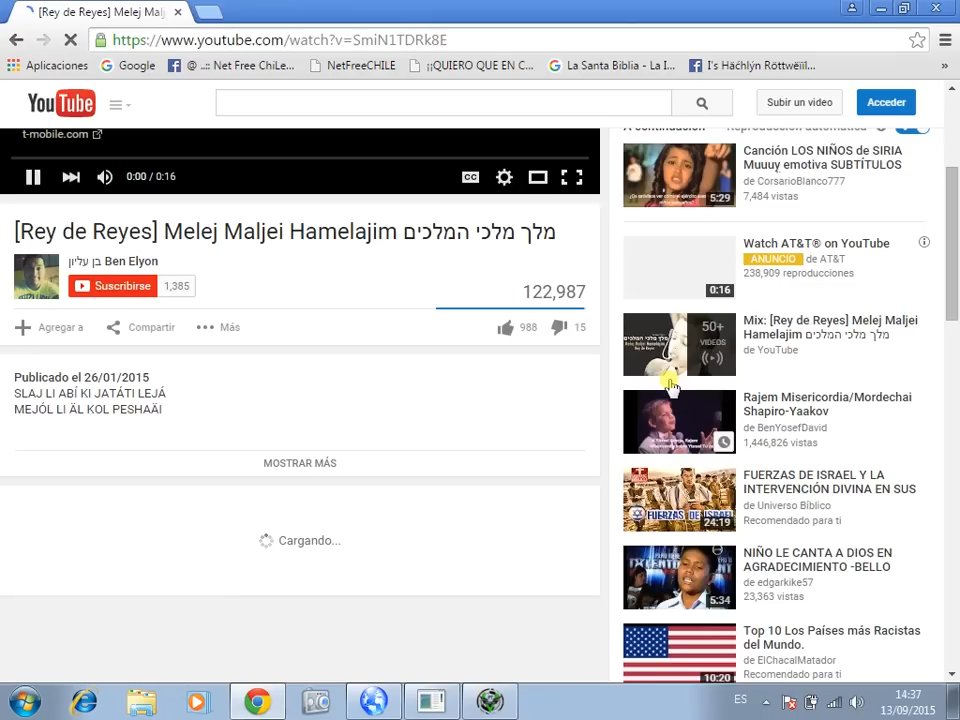 [Rey de Reyes] Melej Malj
https://www.youtube.com/watch?v=SmiN1TDRk8E
Aplicaciones
Google
@ ..:: Net Free ChiLe...
NetFreeCHILE
¡¡QUIERO QUE EN C...
La Santa Biblia - La I...
I's Háćhlýn Röttwëïl...
»
YouTube
Subir un video
Acceder
t-mobile.com
0:00 / 0:16
CC
[Rey de Reyes] Melej Maljei Hamelajim מלך מלכי המלכים
בן עליון Ben Elyon
Suscribirse
1,385
122,987
Agregar a
Compartir
Más
988
15
Publicado el 26/01/2015
SLAJ LI ABÍ KI JATÁTI LEJÁ
MEJÓL LI ÄL KOL PESHAÄI
MOSTRAR MÁS
Cargando...
A continuación
Reproducción automática
Canción LOS NIÑOS de SIRIA
Muuuy emotiva SUBTÍTULOS
de CorsarioBlanco777
7,484 vistas
5:29
Watch AT&T® on YouTube
ANUNCIO de AT&T
238,909 reproducciones
0:16
Mix: [Rey de Reyes] Melej Maljei
Hamelajim מלך מלכי המלכים
de YouTube
50+
VIDEOS
Rajem Misericordia/Mordechai
Shapiro-Yaakov
de BenYosefDavid
1,446,826 vistas
FUERZAS DE ISRAEL Y LA
INTERVENCIÓN DIVINA EN SUS
de Universo Bíblico
Recomendado para ti
FUERZAS DE ISRAEL
24:19
NIÑO LE CANTA A DIOS EN
AGRADECIMIENTO -BELLO
de edgarkike57
23,363 vistas
5:34
Top 10 Los Países más Racistas
del Mundo.
de ElChacalMatador
Recomendado para ti
10:20
ES
14:37
13/09/2015